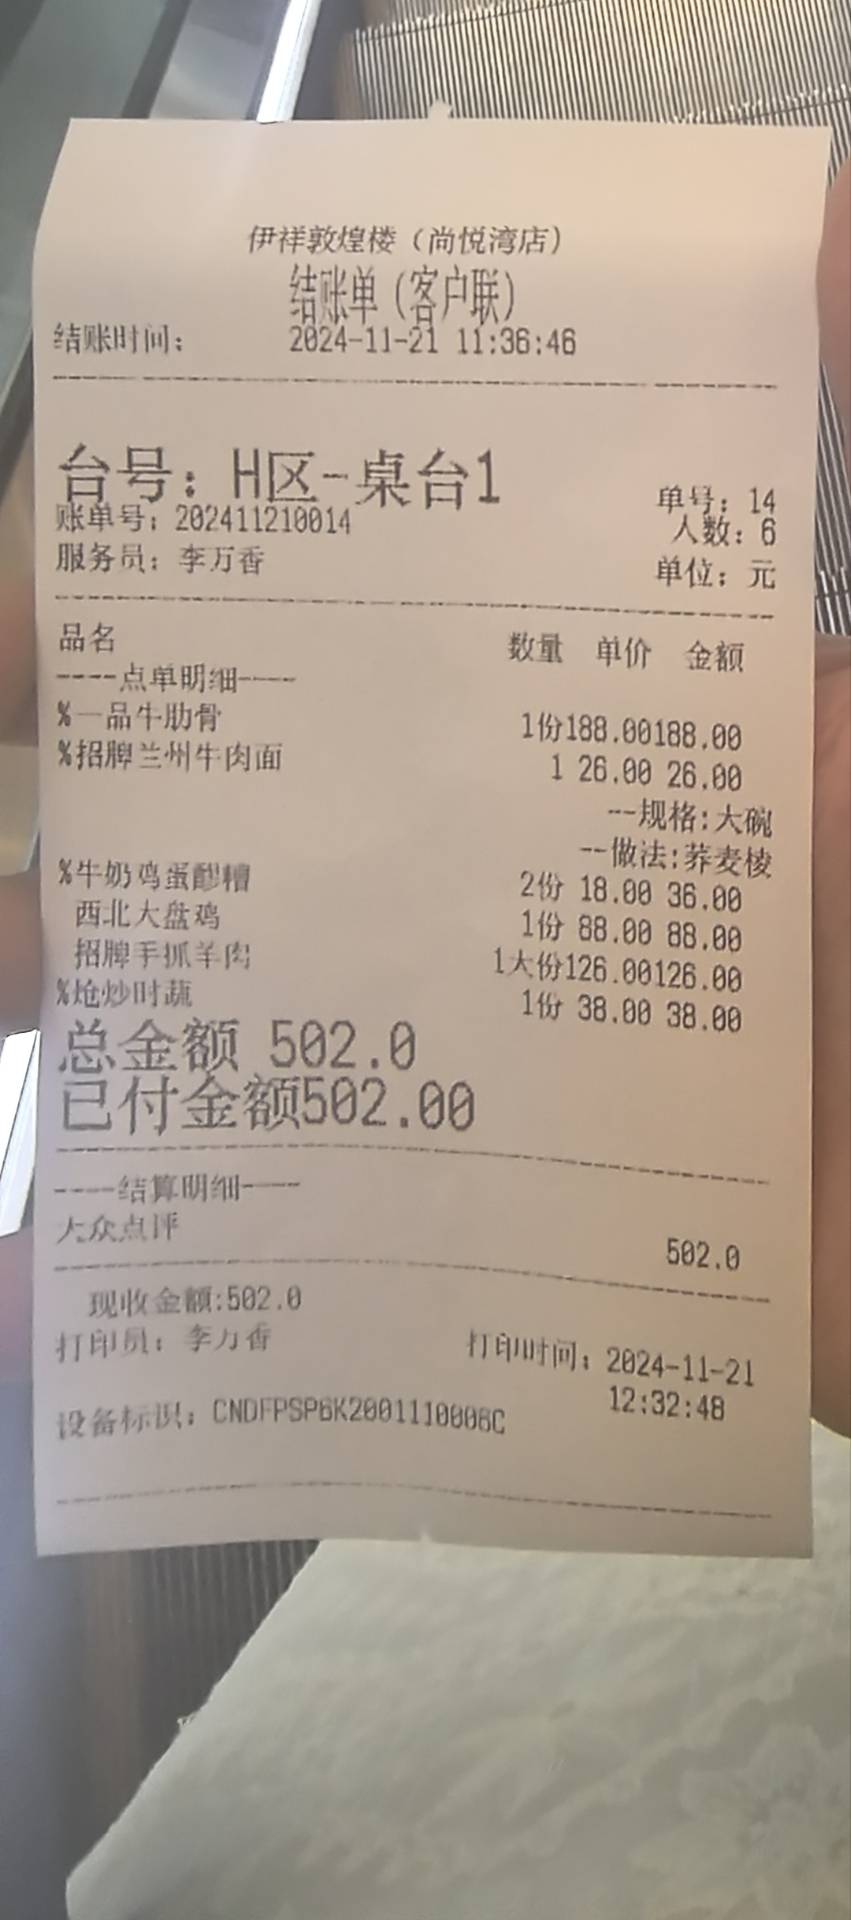 伊祥敦煌楼（尚悦湾店）
结账单（客户联）
结账时间： 2024-11-21 11:36:46
台号：H区-桌台1
单号：14
账单号：202411210014
人数：6
服务员：李万香
单位：元
品名 数量 单价 金额
----点单明细----
%一品牛肋骨 1份188.00188.00
%招牌兰州牛肉面 1 26.00 26.00
--规格:大碗
--做法:荞麦棱
%牛奶鸡蛋醪糟 2份 18.00 36.00
西北大盘鸡 1份 88.00 88.00
招牌手抓羊肉 1大份126.00126.00
%炝炒时蔬 1份 38.00 38.00
总金额 502.0
已付金额502.00
----结算明细----
大众点评 502.0
现收金额:502.0
打印员：李万香 打印时间：2024-11-21
12:32:48
设备标识：CNDFPSP6K2001110006C